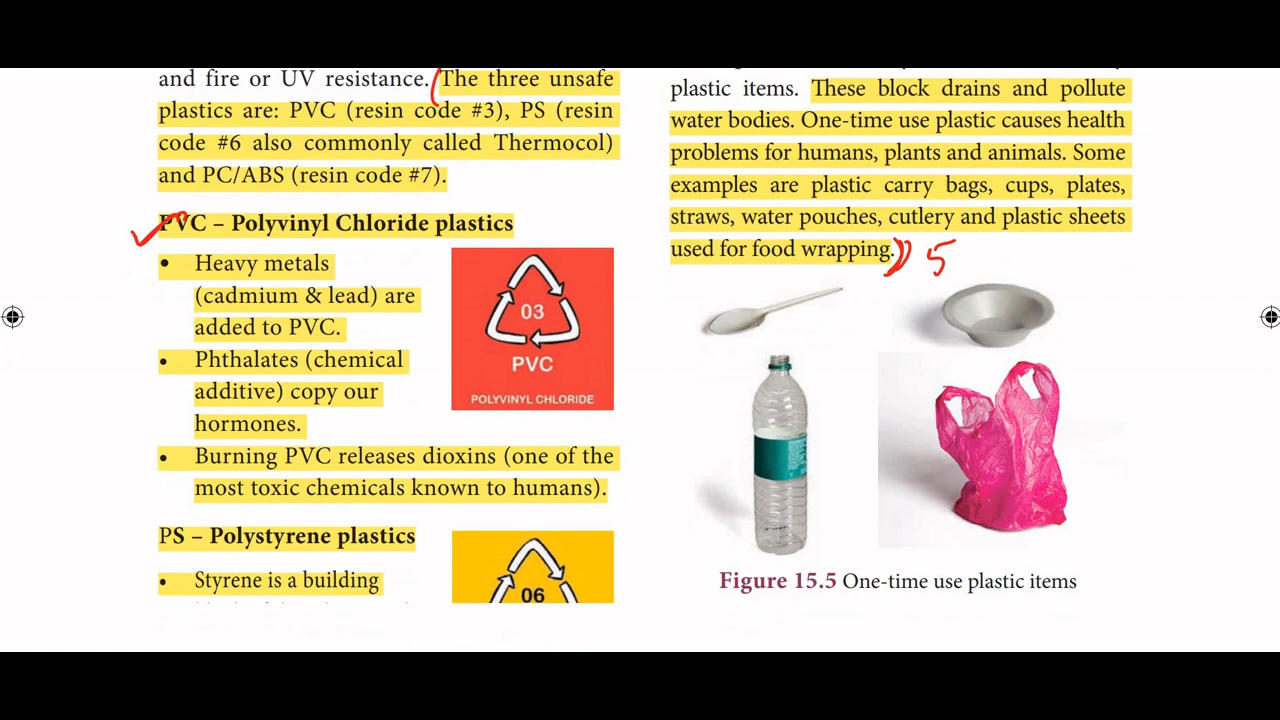 and fire or UV resistance. (The three unsafe
plastics are: PVC (resin code #3), PS (resin
code #6 also commonly called Thermocol)
and PC/ABS (resin code #7).
PVC – Polyvinyl Chloride plastics
• Heavy metals
(cadmium & lead) are
added to PVC.
• Phthalates (chemical
additive) copy our
hormones.
• Burning PVC releases dioxins (one of the
most toxic chemicals known to humans).
03
PVC
POLYVINYL CHLORIDE
PS – Polystyrene plastics
• Styrene is a building
06
plastic items. These block drains and pollute
water bodies. One-time use plastic causes health
problems for humans, plants and animals. Some
examples are plastic carry bags, cups, plates,
straws, water pouches, cutlery and plastic sheets
used for food wrapping.) 5
Figure 15.5 One-time use plastic items